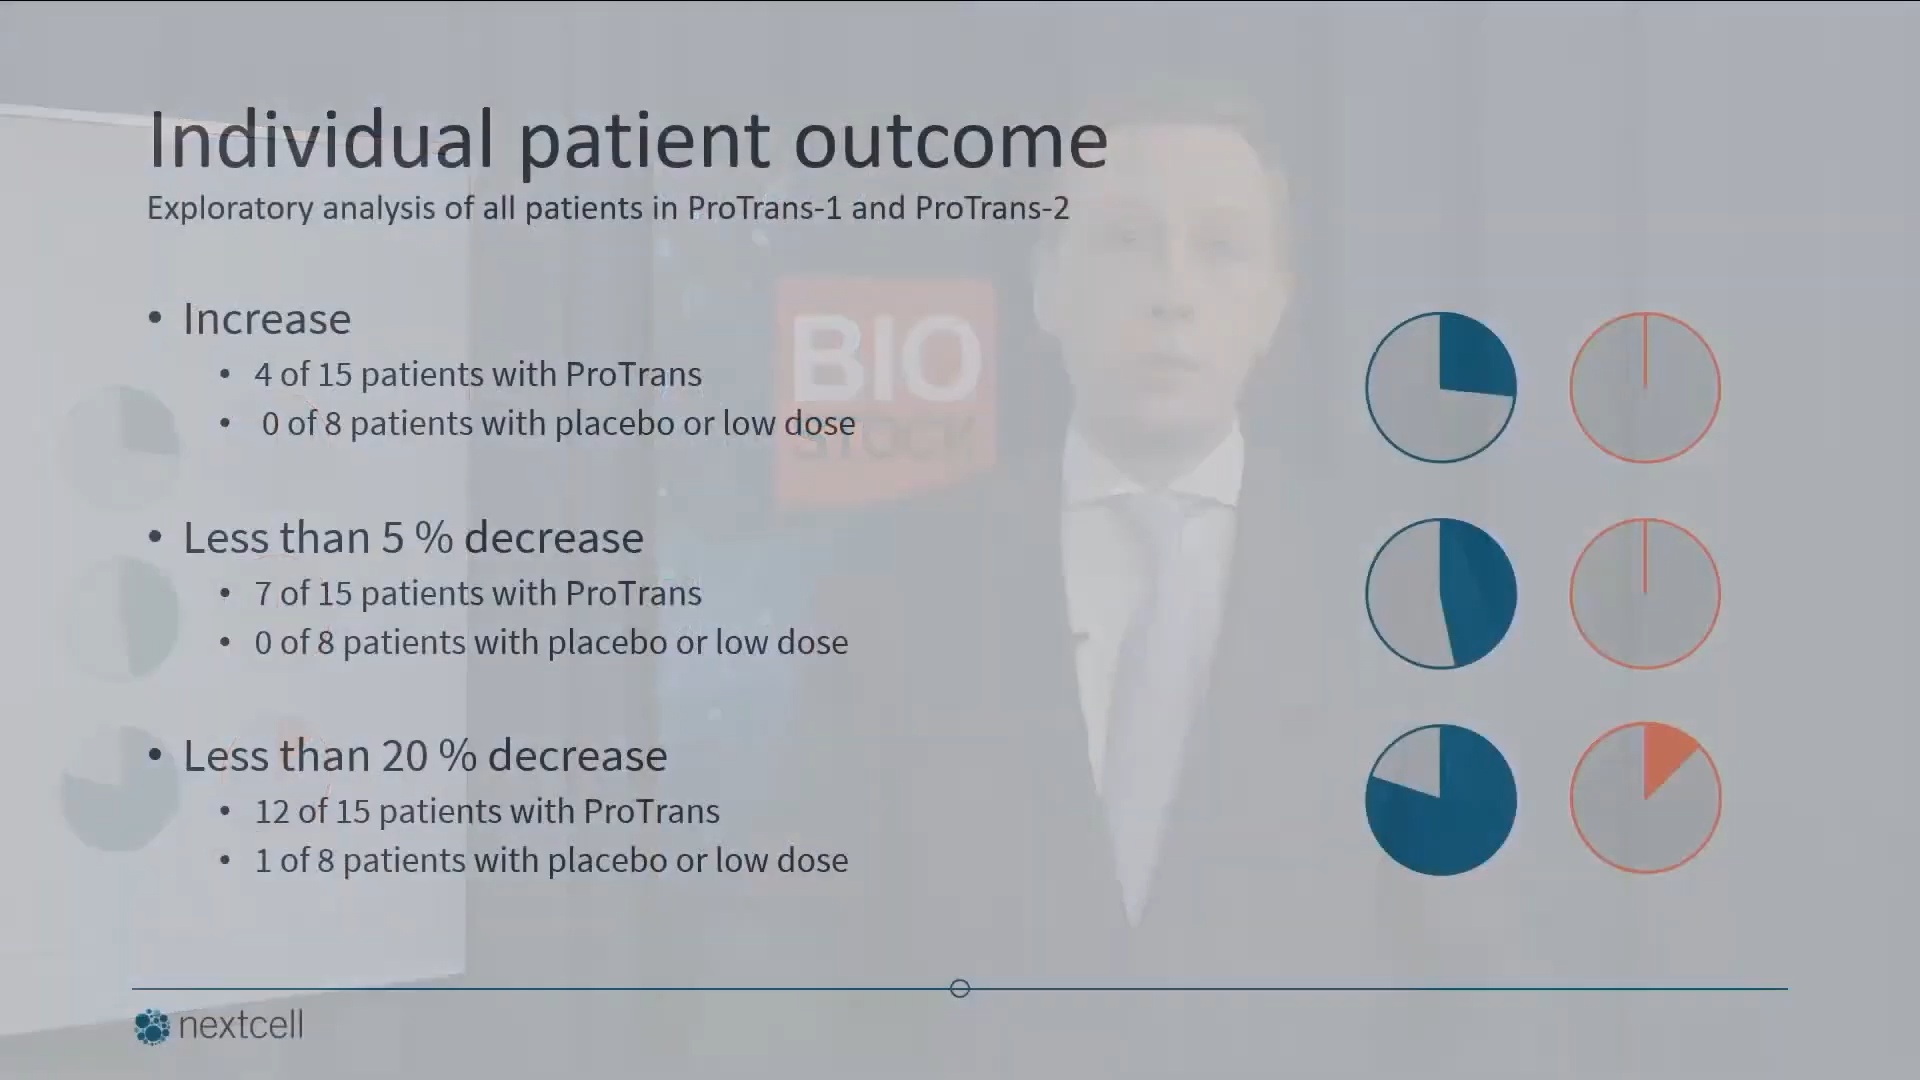 Individual patient outcome
Exploratory analysis of all patients in ProTrans-1 and ProTrans-2
• Increase
• 4 of 15 patients with ProTrans
• 0 of 8 patients with placebo or low dose
• Less than 5 % decrease
• 7 of 15 patients with ProTrans
• 0 of 8 patients with placebo or low dose
• Less than 20 % decrease
• 12 of 15 patients with ProTrans
• 1 of 8 patients with placebo or low dose
BIO
STOCK
nextcell